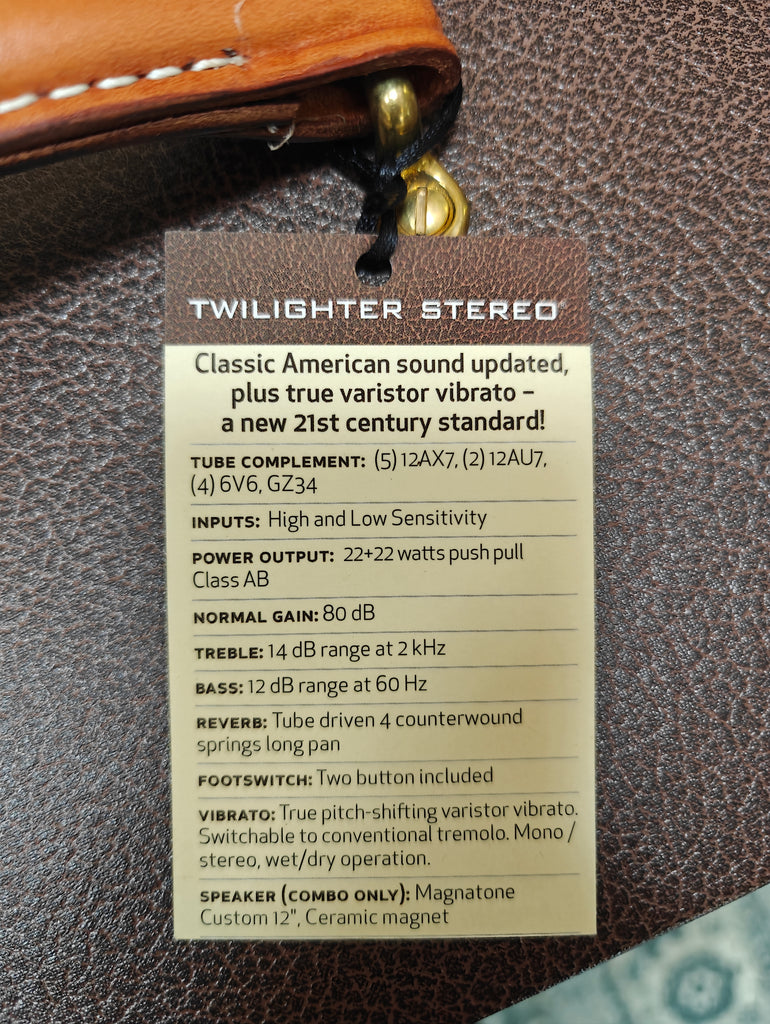 TWILIGHTER STEREO
Classic American sound updated,
plus true varistor vibrato –
a new 21st century standard!
TUBE COMPLEMENT: (5) 12AX7, (2) 12AU7,
(4) 6V6, GZ34
INPUTS: High and Low Sensitivity
POWER OUTPUT: 22+22 watts push pull
Class AB
NORMAL GAIN: 80 dB
TREBLE: 14 dB range at 2 kHz
BASS: 12 dB range at 60 Hz
REVERB: Tube driven 4 counterwound
springs long pan
FOOTSWITCH: Two button included
VIBRATO: True pitch-shifting varistor vibrato.
Switchable to conventional tremolo. Mono /
stereo, wet/dry operation.
SPEAKER (COMBO ONLY): Magnatone
Custom 12", Ceramic magnet